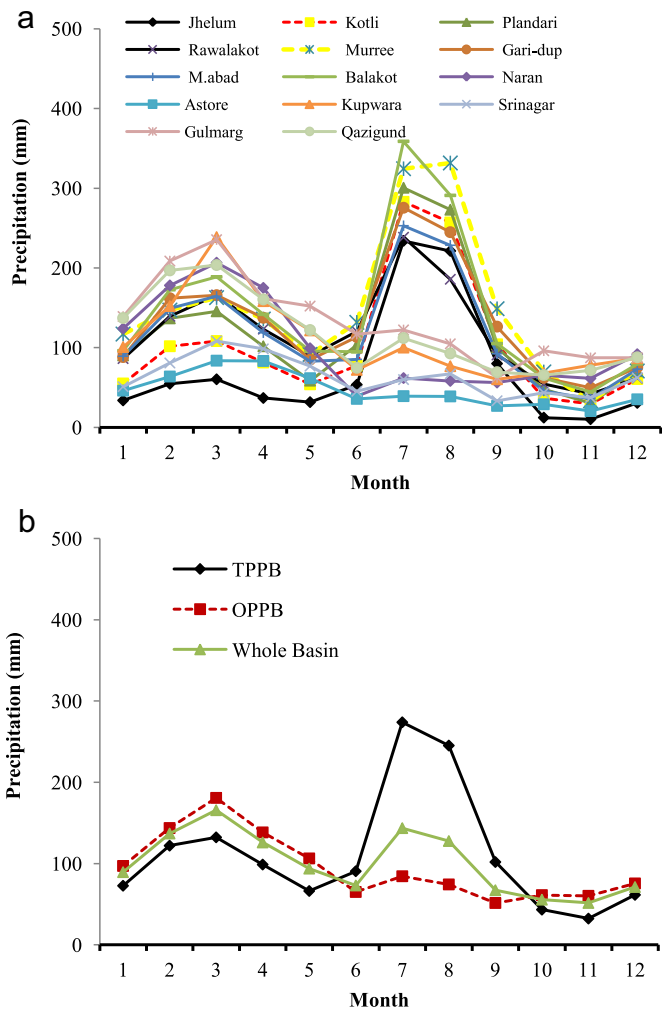 a
500
400
300
200
100
0
Precipitation (mm)
Jhelum Kotli Plandari
Rawalakot Murree Gari-dup
M.abad Balakot Naran
Astore Kupwara Srinagar
Gulmarg Qazigund
1 2 3 4 5 6 7 8 9 10 11 12
Month
b
500
400
300
200
100
0
Precipitation (mm)
TPPB
OPPB
Whole Basin
1 2 3 4 5 6 7 8 9 10 11 12
Month